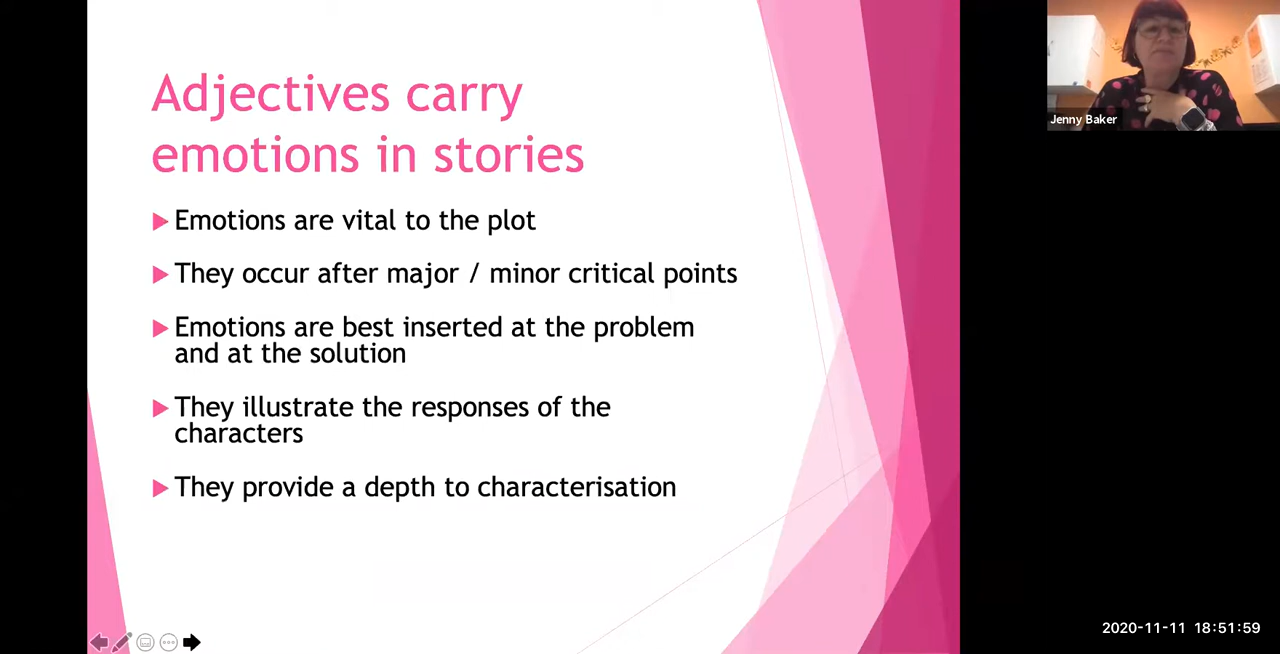 Adjectives carry
emotions in stories
Emotions are vital to the plot
They occur after major / minor critical points
Emotions are best inserted at the problem
and at the solution
They illustrate the responses of the
characters
They provide a depth to characterisation
Jenny Baker
2020-11-11 18:51:59